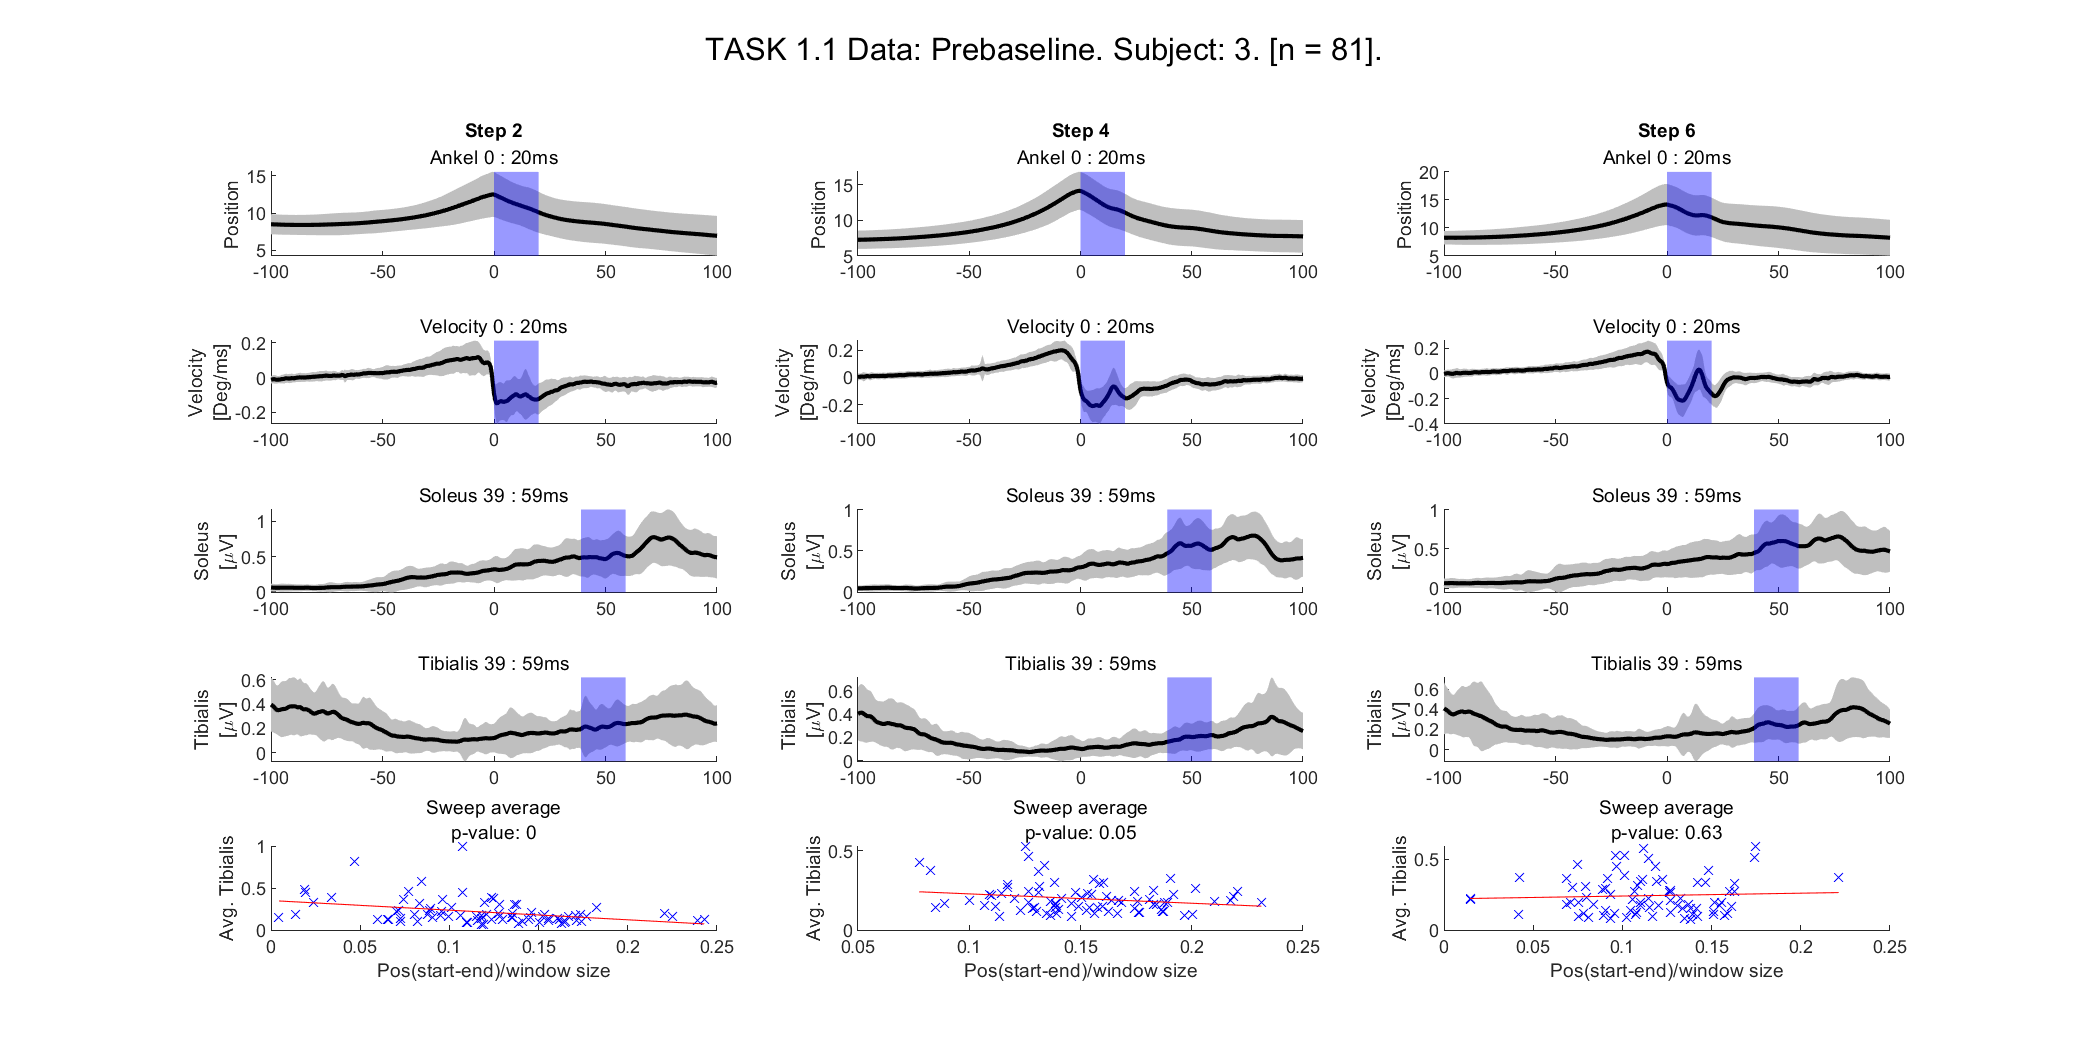 TASK 1.1 Data: Prebaseline. Subject: 3. [n = 81].
Step 2
Ankel 0 : 20ms
Position
15
10
5
-100 -50 0 50 100
Velocity 0 : 20ms
Velocity
[Deg/ms]
0.2
0
-0.2
-100 -50 0 50 100
Soleus 39 : 59ms
Soleus
[μV]
1
0.5
0
-100 -50 0 50 100
Tibialis 39 : 59ms
Tibialis
[μV]
0.6
0.4
0.2
0
-100 -50 0 50 100
Sweep average
p-value: 0
Avg. Tibialis
1
0.5
0
0 0.05 0.1 0.15 0.2 0.25
Pos(start-end)/window size
Step 4
Ankel 0 : 20ms
Position
15
10
5
-100 -50 0 50 100
Velocity 0 : 20ms
Velocity
[Deg/ms]
0.2
0
-0.2
-100 -50 0 50 100
Soleus 39 : 59ms
Soleus
[μV]
1
0.5
0
-100 -50 0 50 100
Tibialis 39 : 59ms
Tibialis
[μV]
0.6
0.4
0.2
0
-100 -50 0 50 100
Sweep average
p-value: 0.05
Avg. Tibialis
0.5
0
0.05 0.1 0.15 0.2 0.25
Pos(start-end)/window size
Step 6
Ankel 0 : 20ms
Position
20
15
10
5
-100 -50 0 50 100
Velocity 0 : 20ms
Velocity
[Deg/ms]
0.2
0
-0.2
-0.4
-100 -50 0 50 100
Soleus 39 : 59ms
Soleus
[μV]
1
0.5
0
-100 -50 0 50 100
Tibialis 39 : 59ms
Tibialis
[μV]
0.6
0.4
0.2
0
-100 -50 0 50 100
Sweep average
p-value: 0.63
Avg. Tibialis
0.5
0
0 0.05 0.1 0.15 0.2 0.25
Pos(start-end)/window size